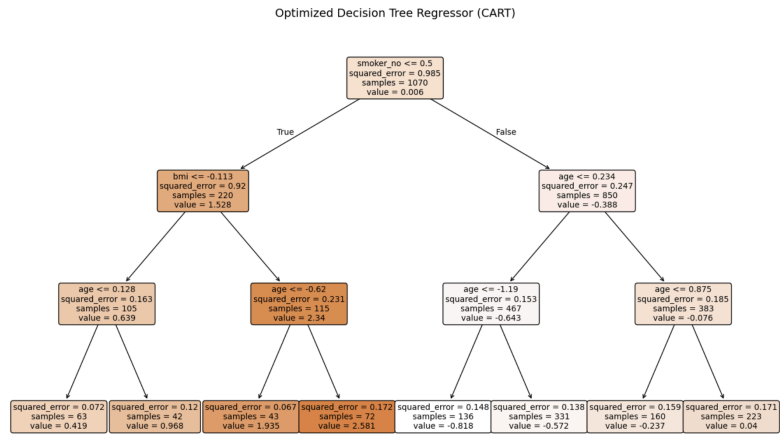 Optimized Decision Tree Regressor (CART)
smoker_no <= 0.5
squared_error = 0.985
samples = 1070
value = 0.006
True
False
bmi <= -0.113
squared_error = 0.92
samples = 220
value = 1.528
age <= 0.234
squared_error = 0.247
samples = 850
value = -0.388
age <= 0.128
squared_error = 0.163
samples = 105
value = 0.639
age <= -0.62
squared_error = 0.231
samples = 115
value = 2.34
age <= -1.19
squared_error = 0.153
samples = 467
value = -0.643
age <= 0.875
squared_error = 0.185
samples = 383
value = -0.076
squared_error = 0.072
samples = 63
value = 0.419
squared_error = 0.12
samples = 42
value = 0.968
squared_error = 0.067
samples = 43
value = 1.935
squared_error = 0.172
samples = 72
value = 2.581
squared_error = 0.148
samples = 136
value = -0.818
squared_error = 0.138
samples = 331
value = -0.572
squared_error = 0.159
samples = 160
value = -0.237
squared_error = 0.171
samples = 223
value = 0.04